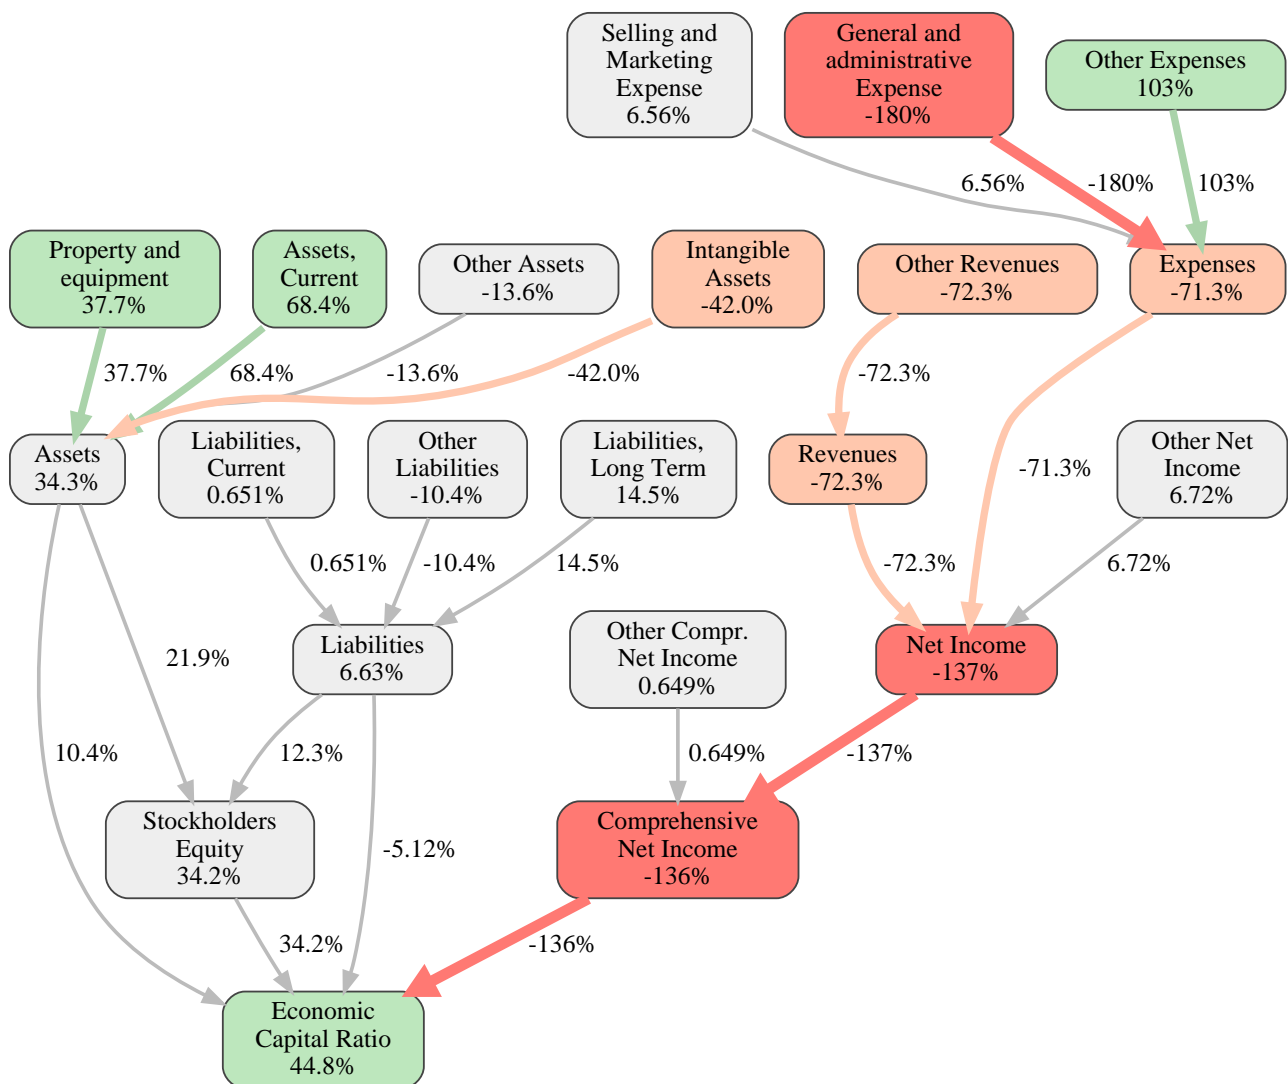 Selling and
Marketing
Expense
6.56%
General and
administrative
Expense
-180%
Other Expenses
103%
6.56%
-180%
103%
Property and
equipment
37.7%
Assets,
Current
68.4%
Other Assets
-13.6%
Intangible
Assets
-42.0%
Other Revenues
-72.3%
Expenses
-71.3%
37.7%
68.4%
-13.6%
-42.0%
-72.3%
Assets
34.3%
Liabilities,
Current
0.651%
Other
Liabilities
-10.4%
Liabilities,
Long Term
14.5%
Revenues
-72.3%
-71.3%
Other Net
Income
6.72%
0.651%
-10.4%
14.5%
-72.3%
6.72%
21.9%
Liabilities
6.63%
Other Compr.
Net Income
0.649%
Net Income
-137%
10.4%
12.3%
0.649%
-137%
Stockholders
Equity
34.2%
-5.12%
Comprehensive
Net Income
-136%
34.2%
-136%
Economic
Capital Ratio
44.8%